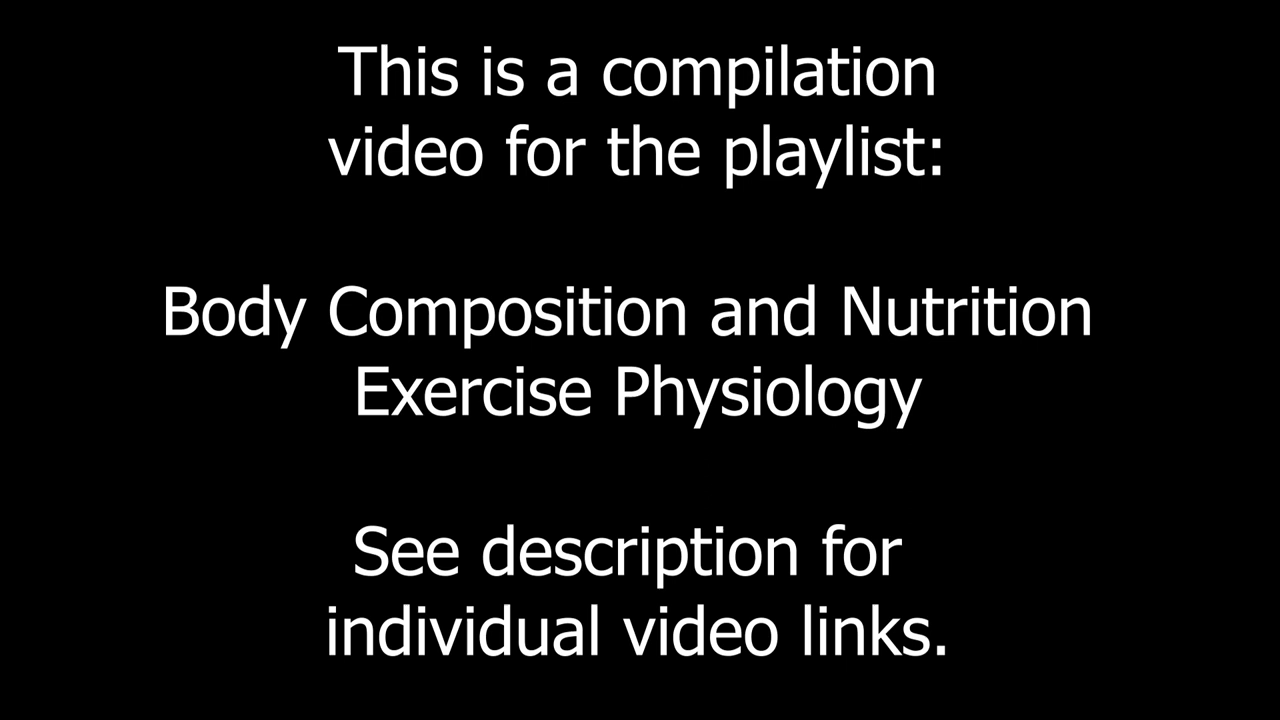 This is a compilation
video for the playlist:
Body Composition and Nutrition
Exercise Physiology
See description for
individual video links.